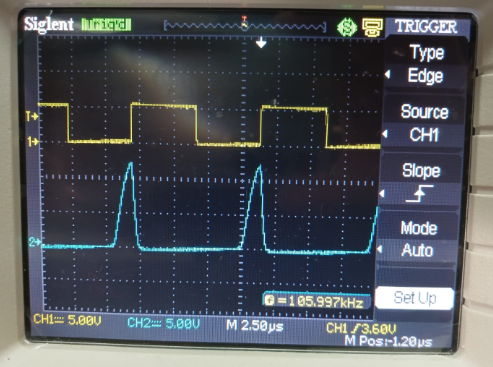 Siglent Trig'd TRIGGER
T
Type
Edge
Source
CH1
Slope
Mode
Auto
Set Up
T
1
2
f = 105.997kHz
CH1 5.00V CH2 5.00V M 2.50µs CH1 3.60V
M Pos:-1.20µs